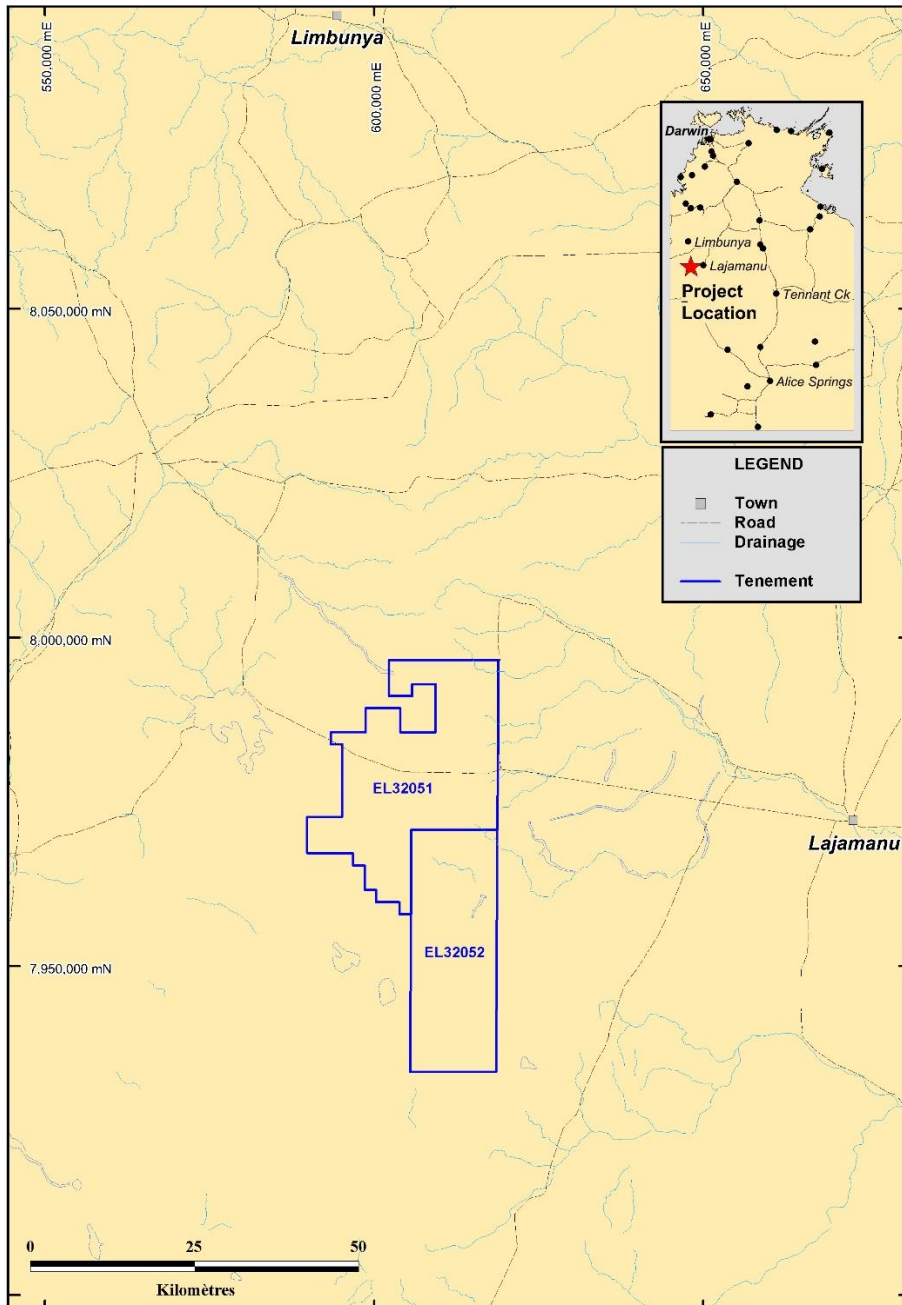 550,000 mE
600,000 mE
650,000 mE
Limbunya
Darwin
Limbunya
Lajamanu
Project
Location
Tennant Ck
Alice Springs
8,050,000 mN
LEGEND
Town
Road
Drainage
Tenement
8,000,000 mN
EL32051
Lajamanu
EL32052
7,950,000 mN
0 25 50
Kilomètres